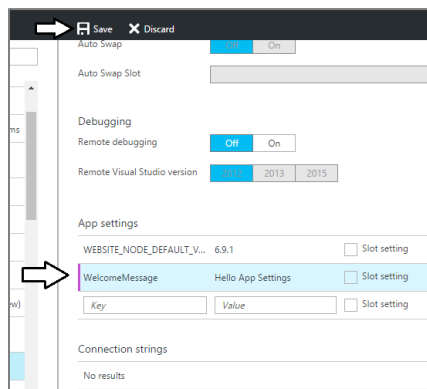 Save Discard
Auto Swap Off On
Auto Swap Slot
ms
Debugging
Remote debugging Off On
Remote Visual Studio version 2012 2013 2015
App settings
WEBSITE_NODE_DEFAULT_V... 6.9.1 Slot setting
WelcomeMessage Hello App Settings Slot setting
ew) Key Value Slot setting
Connection strings
No results